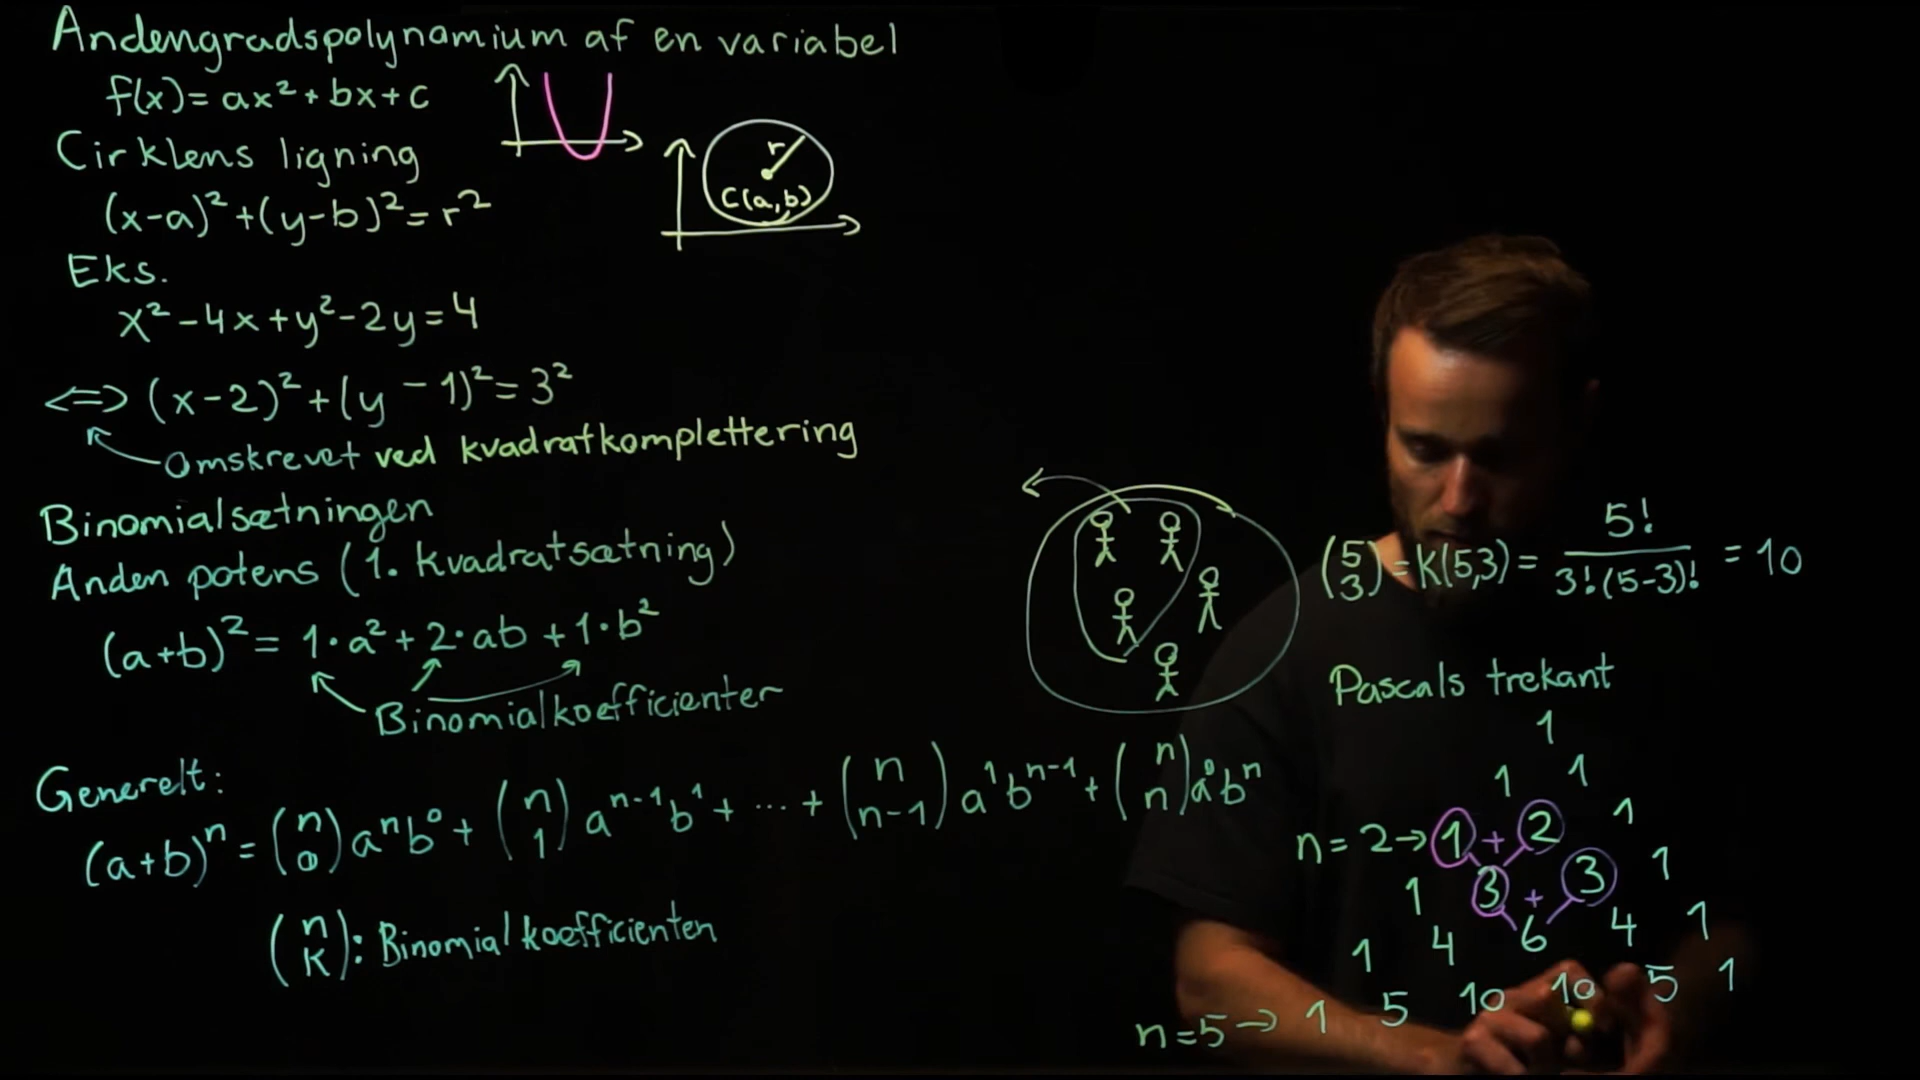 Andengradspolynomium af en variabel
f(x)= ax²+bx+c
Cirklens ligning
(x-a)²+(y-b)²=r²
r
C(a,b)
Eks.
x²-4x+y²-2y=4
⇔ (x-2)²+(y-1)²=3²
Omskrevet ved kvadratkomplettering
Binomialsætningen
Anden potens (1. kvadratsætning)
(a+b)²= 1·a²+2·ab+1·b²
Binomialkoefficienter
Generelt:
(a+b)ⁿ= (n 0) aⁿb⁰+ (n 1) aⁿ⁻¹b¹+ ... + (n n-1) a¹bⁿ⁻¹+ (n n) a⁰bⁿ
(n K): Binomialkoefficienten
(5 3)=K(5,3)= 5! / 3!·(5-3)! =10
Pascals trekant
1
1 1
n=2→ 1 + 2 1
1 3 + 3 1
1 4 6 4 1
n=5→ 1 5 10 10 5 1